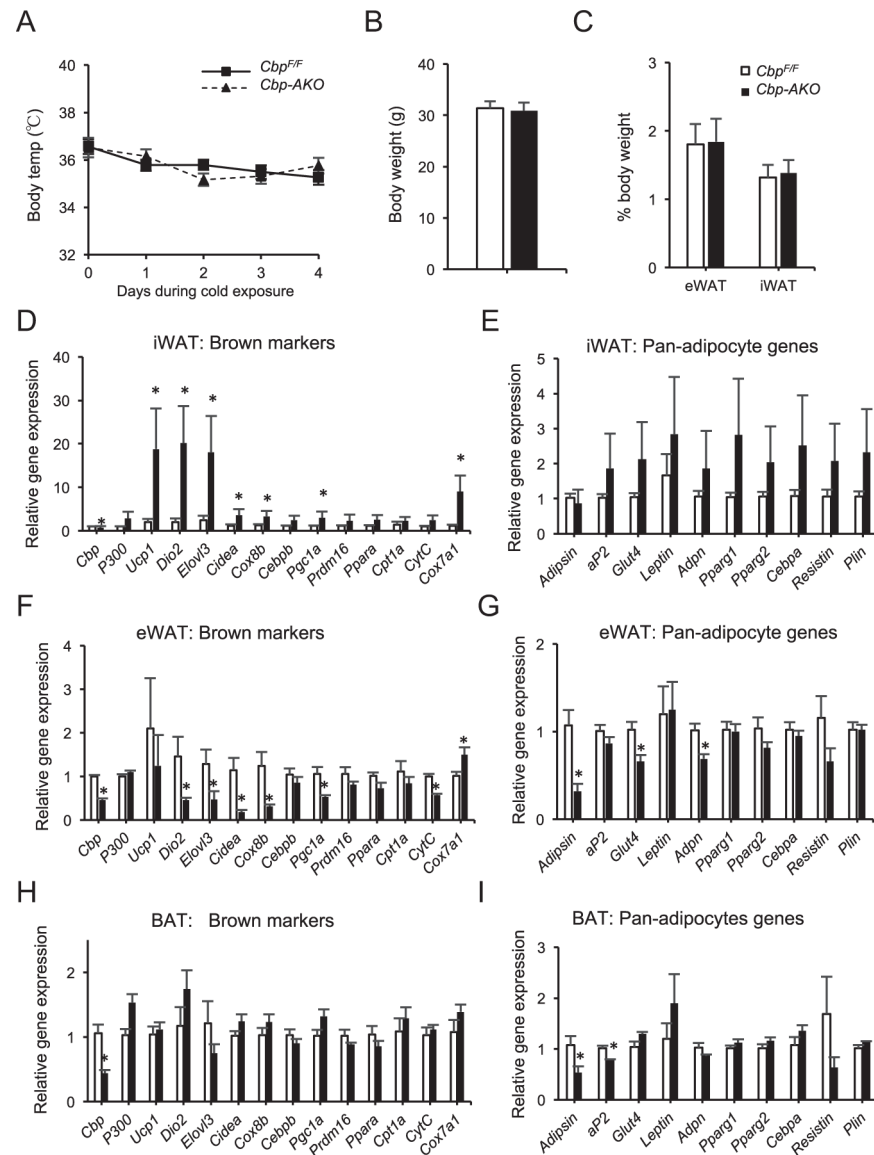 A
40
38
36
34
32
Body temp (℃)
0
1
2
3
4
Days during cold exposure
Cbp^F/F
Cbp-AKO
B
40
30
20
10
0
Body weight (g)
C
3
2
1
0
% body weight
Cbp^F/F
Cbp-AKO
eWAT
iWAT
D
iWAT: Brown markers
40
30
20
10
0
Relative gene expression
*
*
*
*
*
*
*
*
Cbp
P300
Ucp1
Dio2
Elovl3
Cidea
Cox8b
Cebpb
Pgc1a
Prdm16
Ppara
Cpt1a
CytC
Cox7a1
E
iWAT: Pan-adipocyte genes
5
4
3
2
1
0
Relative gene expression
Adipsin
aP2
Glut4
Leptin
Adpn
Pparg1
Pparg2
Cebpa
Resistin
Plin
F
eWAT: Brown markers
4
3
2
1
0
Relative gene expression
*
*
*
*
*
*
*
*
Cbp
P300
Ucp1
Dio2
Elovl3
Cidea
Cox8b
Cebpb
Pgc1a
Prdm16
Ppara
Cpt1a
CytC
Cox7a1
G
eWAT: Pan-adipocyte genes
2
1
0
Relative gene expression
*
*
*
Adipsin
aP2
Glut4
Leptin
Adpn
Pparg1
Pparg2
Cebpa
Resistin
Plin
H
BAT: Brown markers
2
1
0
Relative gene expression
*
Cbp
P300
Ucp1
Dio2
Elovl3
Cidea
Cox8b
Cebpb
Pgc1a
Prdm16
Ppara
Cpt1a
CytC
Cox7a1
I
BAT: Pan-adipocytes genes
3
2
1
0
Relative gene expression
*
*
Adipsin
aP2
Glut4
Leptin
Adpn
Pparg1
Pparg2
Cebpa
Resistin
Plin